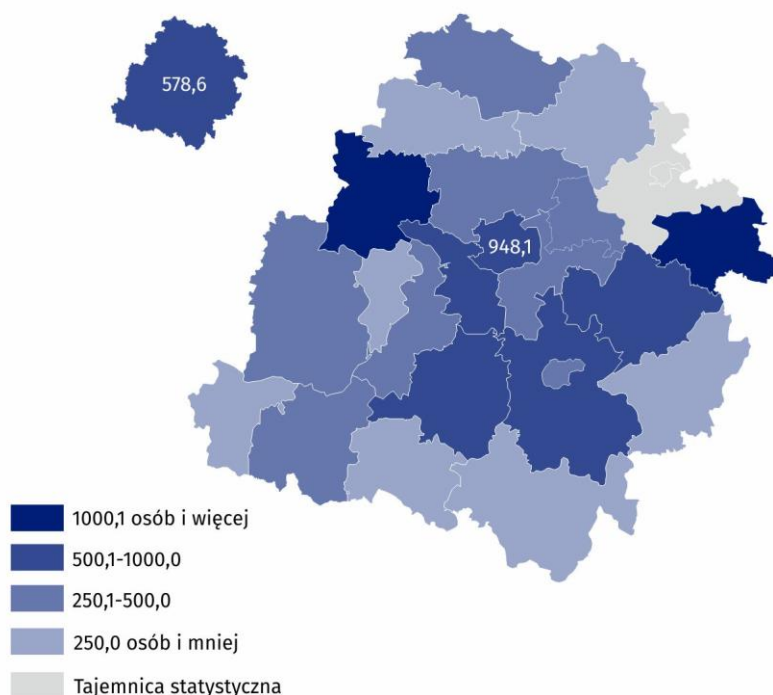 578,6
948,1
1000,1 osób i więcej
500,1-1000,0
250,1-500,0
250,0 osób i mniej
Tajemnica statystyczna